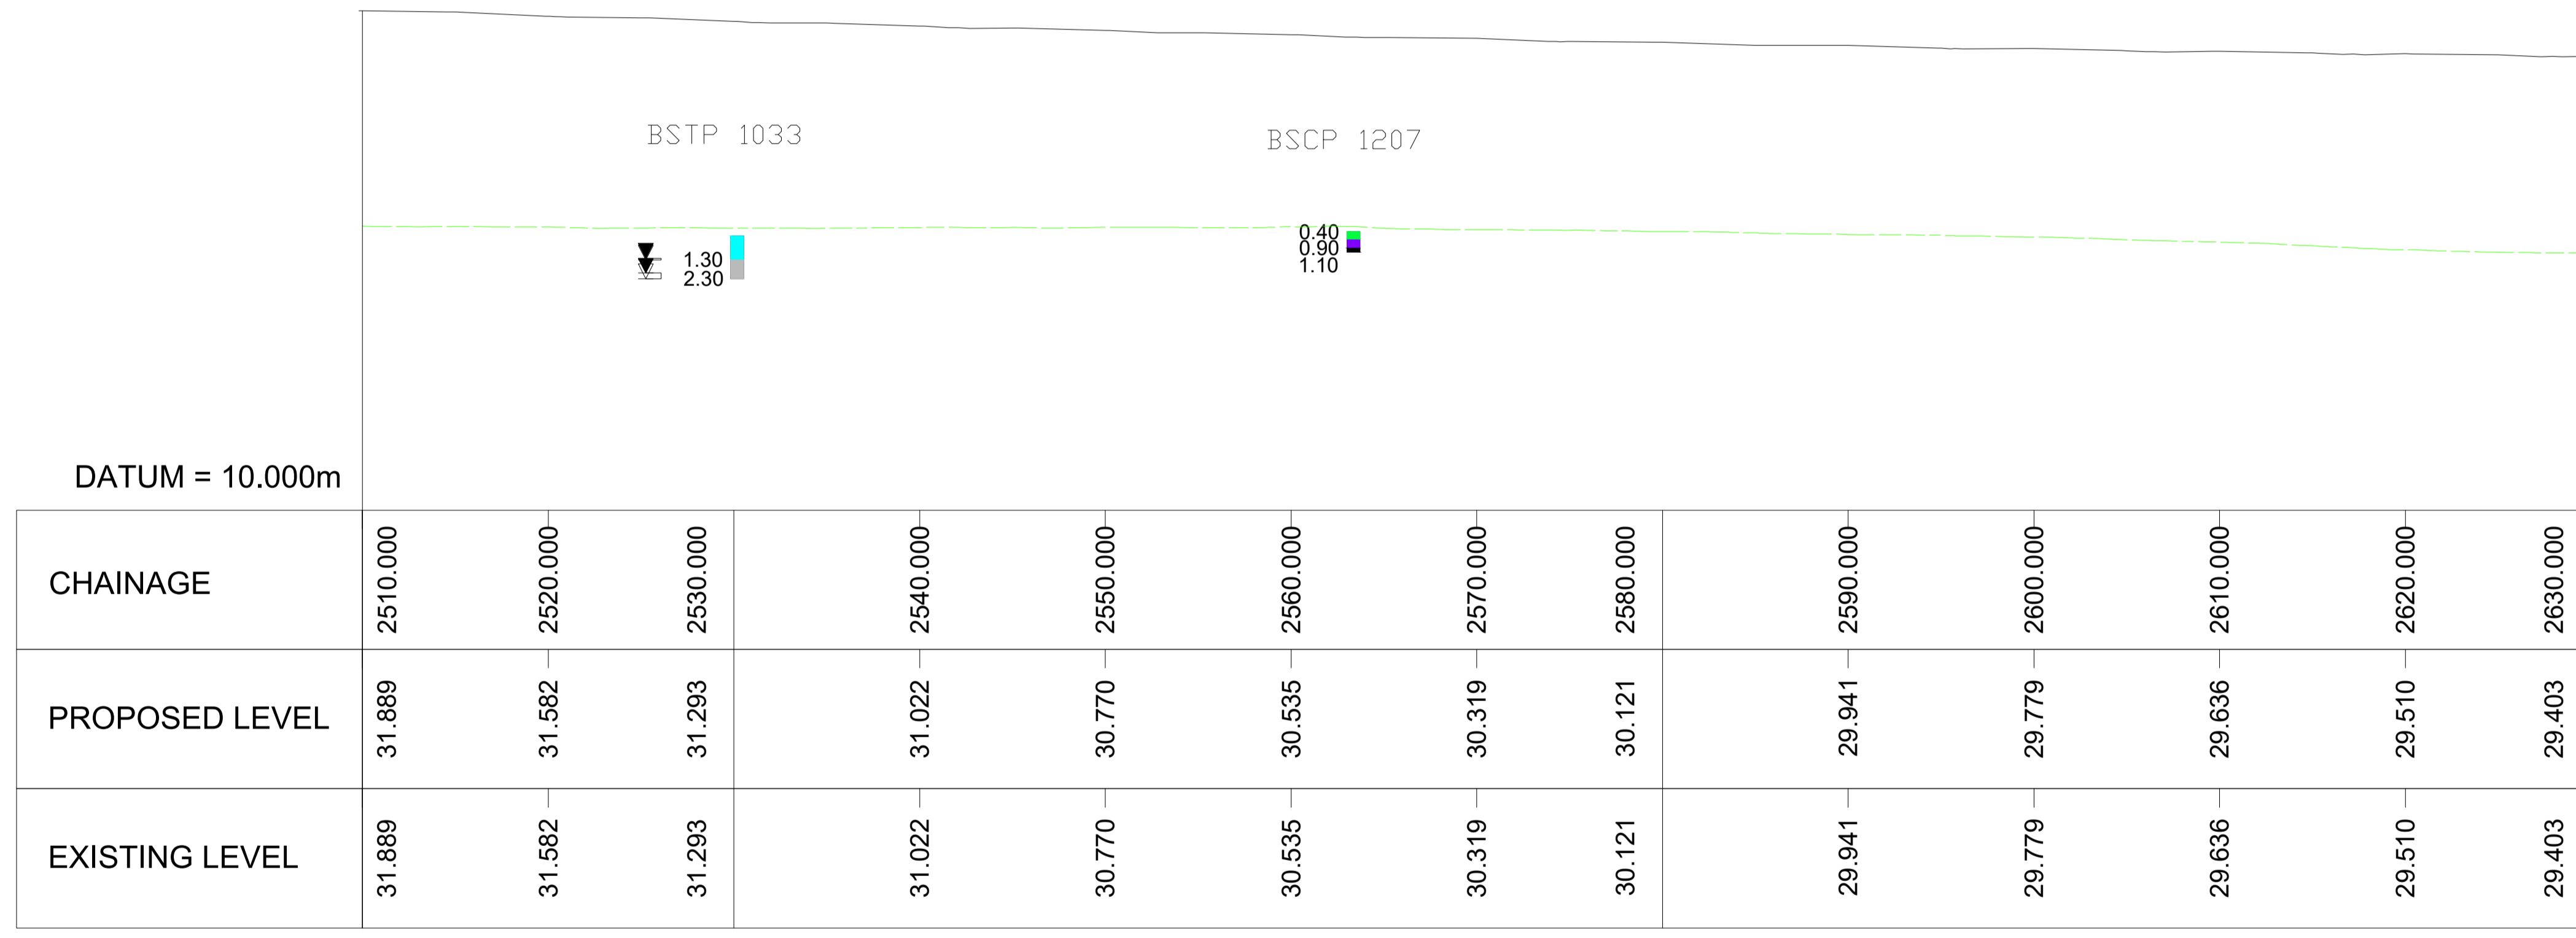 BSTP 1033
BSCP 1207
0.40
0.90
1.10
1.30
2.30
DATUM = 10.000m
CHAINAGE 2510.000 2520.000 2530.000 2540.000 2550.000 2560.000 2570.000 2580.000 2590.000 2600.000 2610.000 2620.000 2630.000
PROPOSED LEVEL 31.889 31.582 31.293 31.022 30.770 30.535 30.319 30.121 29.941 29.779 29.636 29.510 29.403
EXISTING LEVEL 31.889 31.582 31.293 31.022 30.770 30.535 30.319 30.121 29.941 29.779 29.636 29.510 29.403